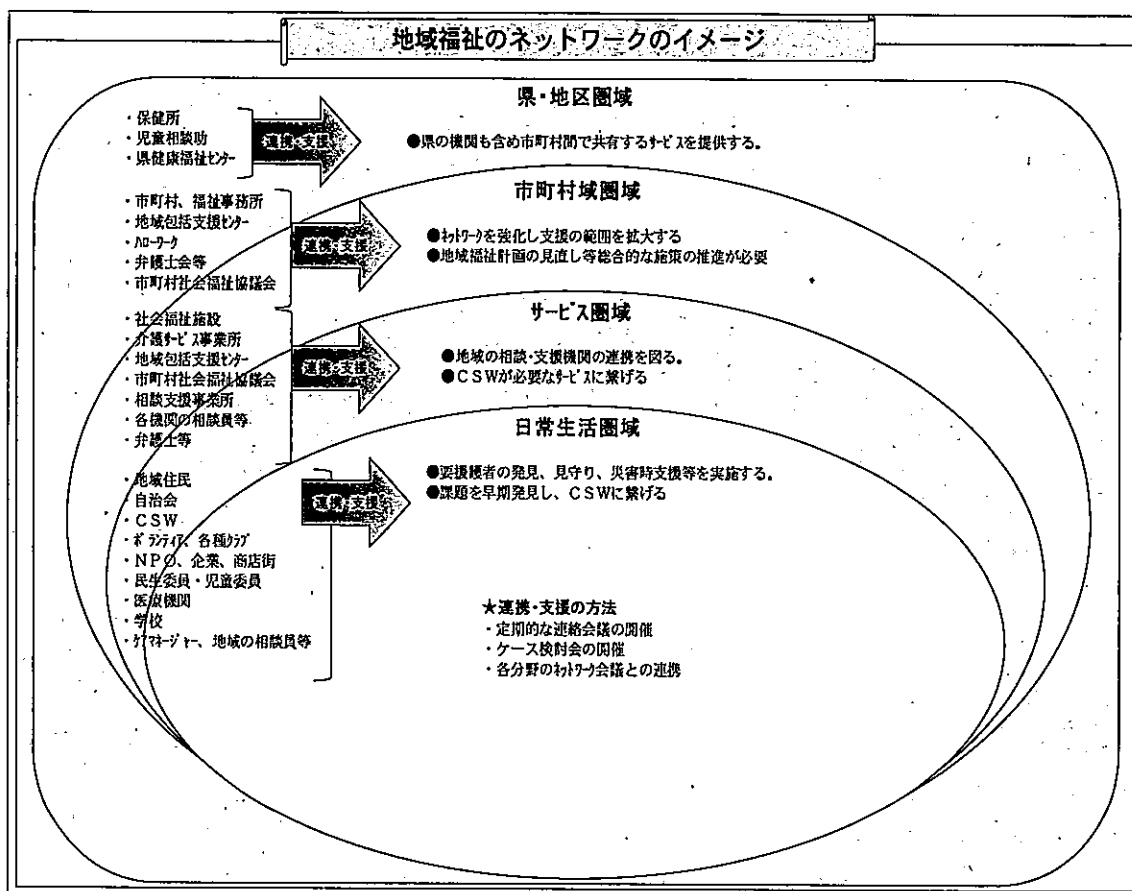 地域福祉のネットワークのイメージ
県・地区圏域
・保健所
・児童相談助
・県健康福祉ｾﾝﾀｰ
連携・支援
●県の機関も含め市町村間で共有するｻｰﾋﾞｽを提供する。
市町村域圏域
・市町村、福祉事務所
・地域包括支援ｾﾝﾀｰ
・ﾊﾛｰﾜｰｸ
・弁護士会等
・市町村社会福祉協議会
連携・支援
●ﾈｯﾄﾜｰｸを強化し支援の範囲を拡大する
●地域福祉計画の見直し等総合的な施策の推進が必要
サービス圏域
・社会福祉施設
・介護ｻｰﾋﾞｽ事業所
・地域包括支援ｾﾝﾀｰ
・市町村社会福祉協議会
・相談支援事業所
・各機関の相談員等
・弁護士等
連携・支援
●地域の相談・支援機関の連携を図る。
●ＣＳＷが必要なｻｰﾋﾞｽに繋げる
日常生活圏域
・地域住民
・自治会
・ＣＳＷ
・ﾎﾞﾗﾝﾃｨｱ、各種ｸﾗﾌﾞ
・ＮＰＯ、企業、商店街
・民生委員・児童委員
・医療機関
・学校
・ｹｱﾏﾈｰｼﾞｬｰ、地域の相談員等
連携・支援
●要援護者の発見、見守り、災害時支援等を実施する。
●課題を早期発見し、ＣＳＷに繋げる
★連携・支援の方法
・定期的な連絡会議の開催
・ケース検討会の開催
・各分野のﾈｯﾄﾜｰｸ会議との連携